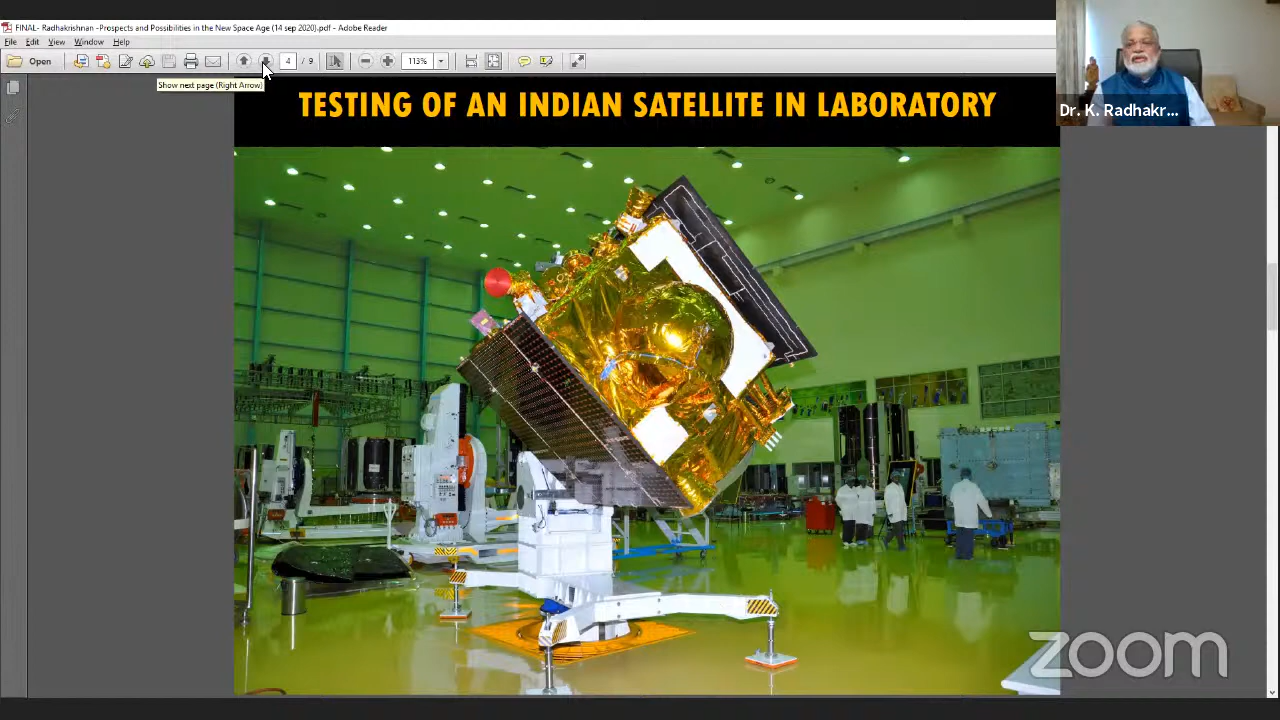 FINAL- Radhakrishnan -Prospects and Possibilities in the New Space Age (14 sep 2020).pdf - Adobe Reader
File Edit View Window Help
Open 4 / 9 113%
Show next page (Right Arrow)
TESTING OF AN INDIAN SATELLITE IN LABORATORY
Dr. K. Radhakr...
zoom